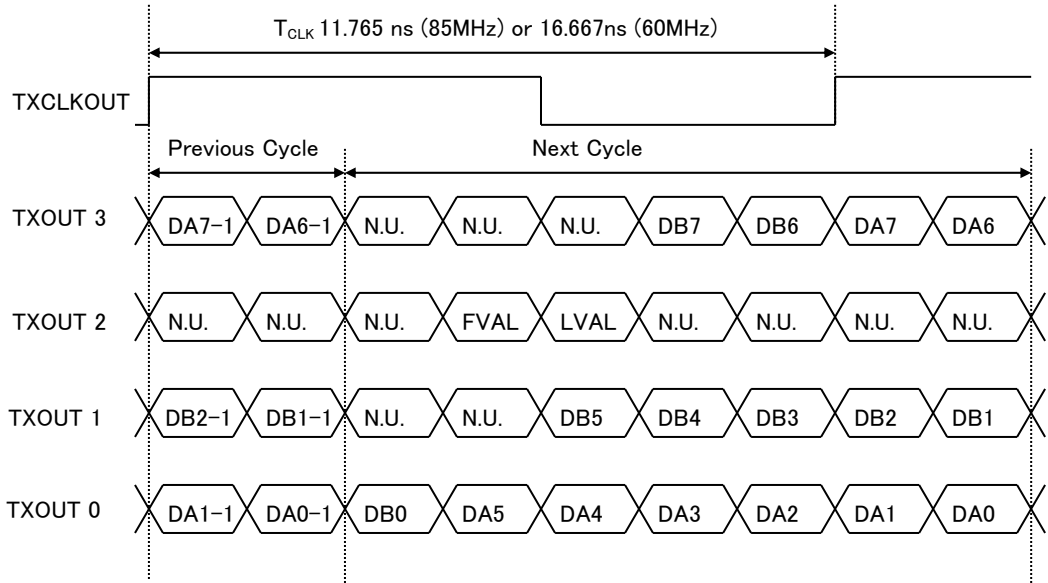 T_CLK 11.765 ns (85MHz) or 16.667ns (60MHz)
TXCLKOUT
Previous Cycle Next Cycle
TXOUT 3 DA7-1 DA6-1 N.U. N.U. N.U. DB7 DB6 DA7 DA6
TXOUT 2 N.U. N.U. N.U. FVAL LVAL N.U. N.U. N.U. N.U.
TXOUT 1 DB2-1 DB1-1 N.U. N.U. DB5 DB4 DB3 DB2 DB1
TXOUT 0 DA1-1 DA0-1 DB0 DA5 DA4 DA3 DA2 DA1 DA0